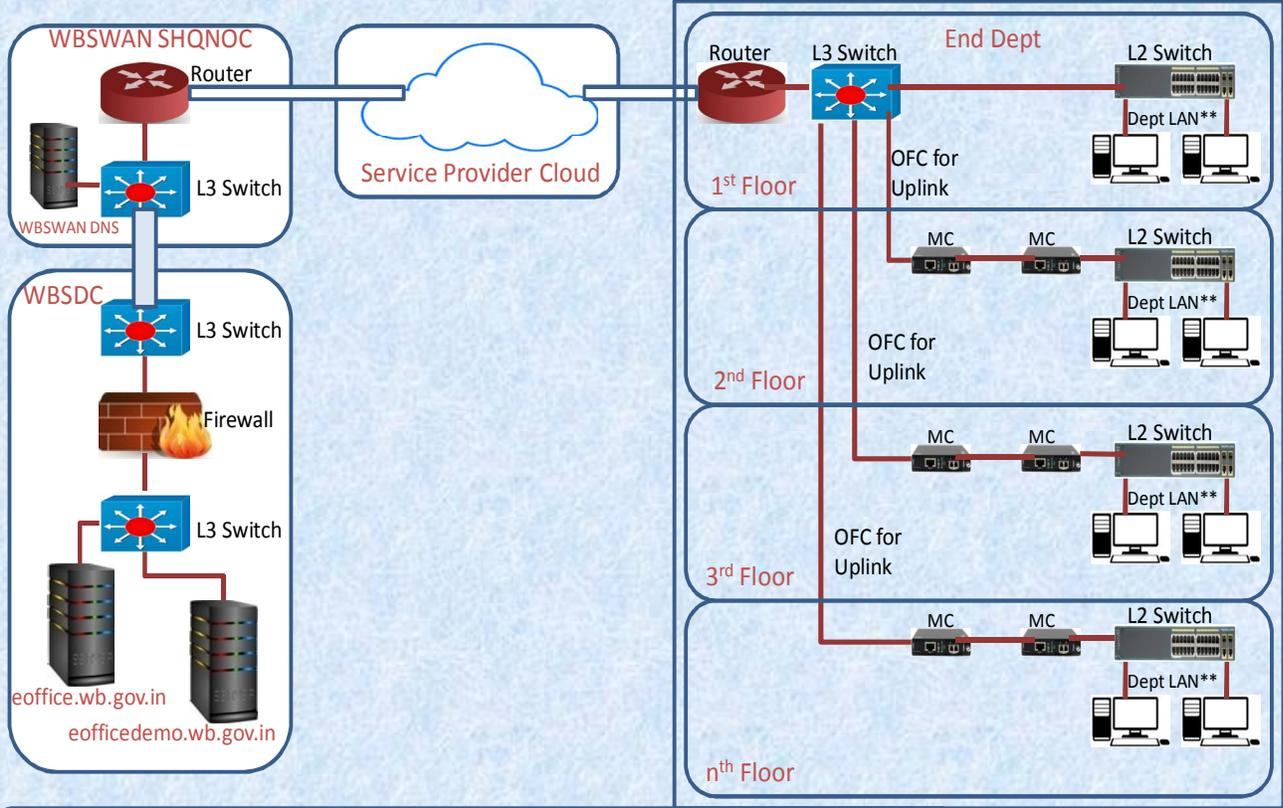 WBSWAN SHQNOC
Router
L3 Switch
WBSWAN DNS
WBSDC
L3 Switch
Firewall
L3 Switch
eoffice.wb.gov.in
eofficedemo.wb.gov.in
Service Provider Cloud
End Dept
Router
L3 Switch
L2 Switch
Dept LAN**
OFC for
Uplink
1st Floor
MC
MC
L2 Switch
Dept LAN**
OFC for
Uplink
2nd Floor
MC
MC
L2 Switch
Dept LAN**
OFC for
Uplink
3rd Floor
MC
MC
L2 Switch
Dept LAN**
nth Floor